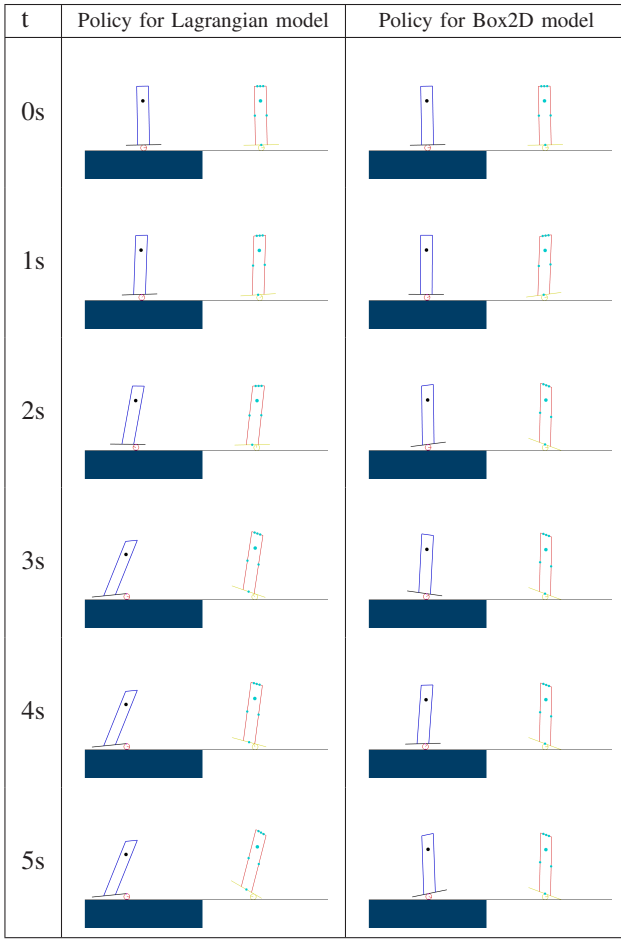 t Policy for Lagrangian model Policy for Box2D model
0s
1s
2s
3s
4s
5s